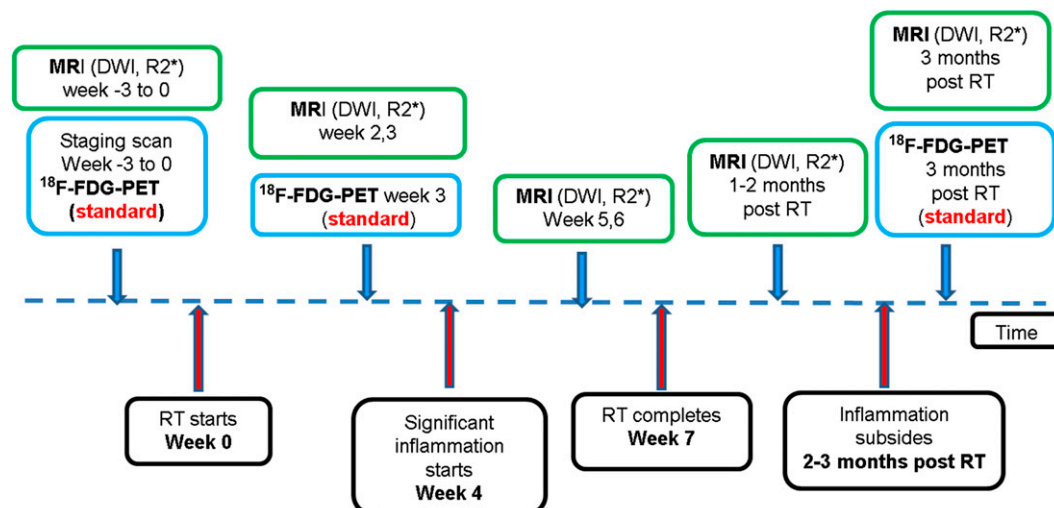 MRI (DWI, R2*)
week -3 to 0
Staging scan
Week -3 to 0
¹⁸F-FDG-PET
(standard)
MRI (DWI, R2*)
week 2,3
¹⁸F-FDG-PET week 3
(standard)
MRI (DWI, R2*)
Week 5,6
MRI (DWI, R2*)
1-2 months
post RT
MRI (DWI, R2*)
3 months
post RT
¹⁸F-FDG-PET
3 months
post RT
(standard)
Time
RT starts
Week 0
Significant
inflammation
starts
Week 4
RT completes
Week 7
Inflammation
subsides
2-3 months post RT